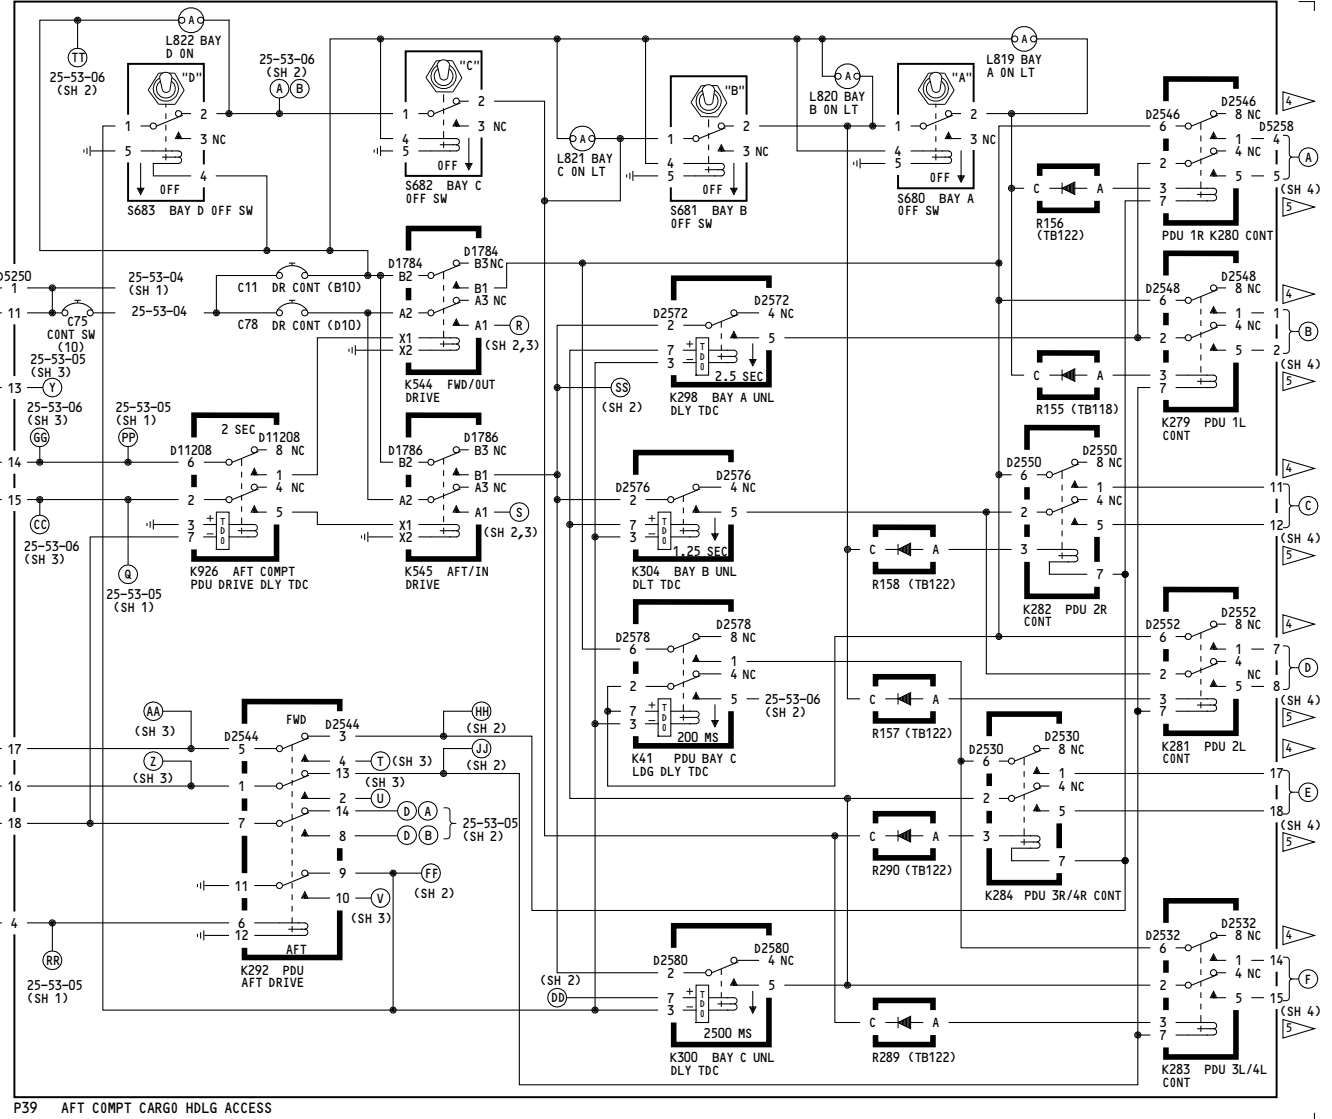 L822 BAY
D ON
TT
25-53-06
(SH 2)
25-53-06
(SH 2)
A B
"D"
1
2
3 NC
5
4
OFF
S683 BAY D OFF SW
"C"
1
2
3 NC
4
5
OFF
S682 BAY C
OFF SW
A
L821 BAY
C ON LT
"B"
1
2
3 NC
4
5
OFF
S681 BAY B
OFF SW
A
L820 BAY
B ON LT
A
L819 BAY
A ON LT
"A"
1
2
3 NC
4
5
OFF
S680 BAY A
OFF SW
C A
R156
(TB122)
D2546
D2546
6
8 NC
1
2
4 NC
5
3
7
PDU 1R K280 CONT
D5258
4
5
A
(SH 4)
4
5
D5250
1
11
C75
CONT SW
(10)
25-53-04
(SH 1)
25-53-04
C11 DR CONT (B10)
C78 DR CONT (D10)
D1784
D1784
B2
B3 NC
B1
A3 NC
A2
A1
R
(SH 2,3)
X1
X2
K544 FWD/OUT
DRIVE
D2572
D2572
2
4 NC
5
7
3
+
-
TDO
2.5 SEC
K298 BAY A UNL
DLY TDC
D2548
D2548
6
8 NC
1
2
4 NC
5
3
7
K279 PDU 1L
CONT
1
2
B
(SH 4)
4
5
C A
R155 (TB118)
25-53-05
(SH 3)
13
Y
25-53-06
(SH 3)
GG
25-53-05
(SH 1)
PP
14
15
CC
25-53-06
(SH 3)
Q
25-53-05
(SH 1)
2 SEC
D11208
D11208
6
8 NC
1
4 NC
2
5
3
7
+
-
TDO
K926 AFT COMPT
PDU DRIVE DLY TDC
D1786
D1786
B2
B3 NC
B1
A3 NC
A2
A1
S
(SH 2,3)
X1
X2
K545 AFT/IN
DRIVE
SS
(SH 2)
D2576
D2576
2
4 NC
5
7
3
+
-
TDO
1.25 SEC
K304 BAY B UNL
DLT TDC
C A
R158 (TB122)
D2550
D2550
6
8 NC
1
4 NC
2
5
3
7
K282 PDU 2R
CONT
11
12
C
(SH 4)
4
5
D2578
D2578
6
8 NC
1
4 NC
2
5
7
3
+
-
TDO
200 MS
K41 PDU BAY C
LDG DLY TDC
25-53-06
(SH 2)
C A
R157 (TB122)
D2552
D2552
6
8 NC
1
4
NC
2
5
3
7
K281 PDU 2L
CONT
7
8
D
(SH 4)
4
5
AA
(SH 3)
Z
(SH 3)
17
16
18
FWD
D2544
D2544
5
3
4
T
(SH 3)
13
1
2
U
(SH 3)
14
D A
7
8
D B
25-53-05
(SH 2)
9
FF
(SH 2)
11
10
V
(SH 3)
6
12
AFT
K292 PDU
AFT DRIVE
HH
(SH 2)
JJ
(SH 2)
4
RR
25-53-05
(SH 1)
D2530
D2530
6
8 NC
1
4 NC
2
5
3
7
K284 PDU 3R/4R CONT
17
18
E
(SH 4)
4
5
C A
R290 (TB122)
(SH 2)
DD
D2580
D2580
2
4 NC
5
7
3
+
-
TDO
2500 MS
K300 BAY C UNL
DLY TDC
C A
R289 (TB122)
D2532
D2532
6
8 NC
1
4 NC
2
5
3
7
K283 PDU 3L/4L
CONT
14
15
F
(SH 4)
4
5
P39 AFT COMPT CARGO HDLG ACCESS